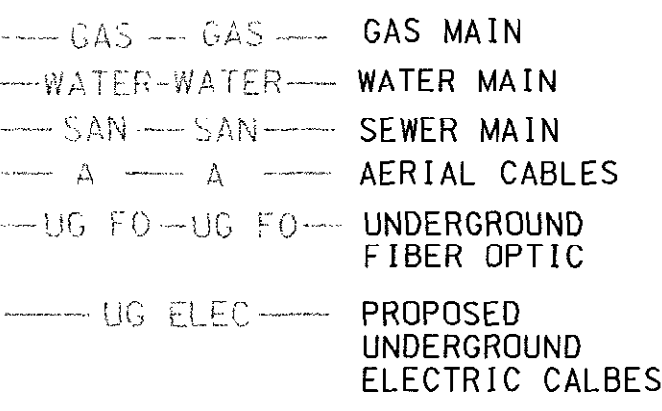 GAS GAS GAS MAIN
WATER-WATER WATER MAIN
SAN SAN SEWER MAIN
A A AERIAL CABLES
UG FO UG FO UNDERGROUND
FIBER OPTIC
UG ELEC PROPOSED
UNDERGROUND
ELECTRIC CALBES